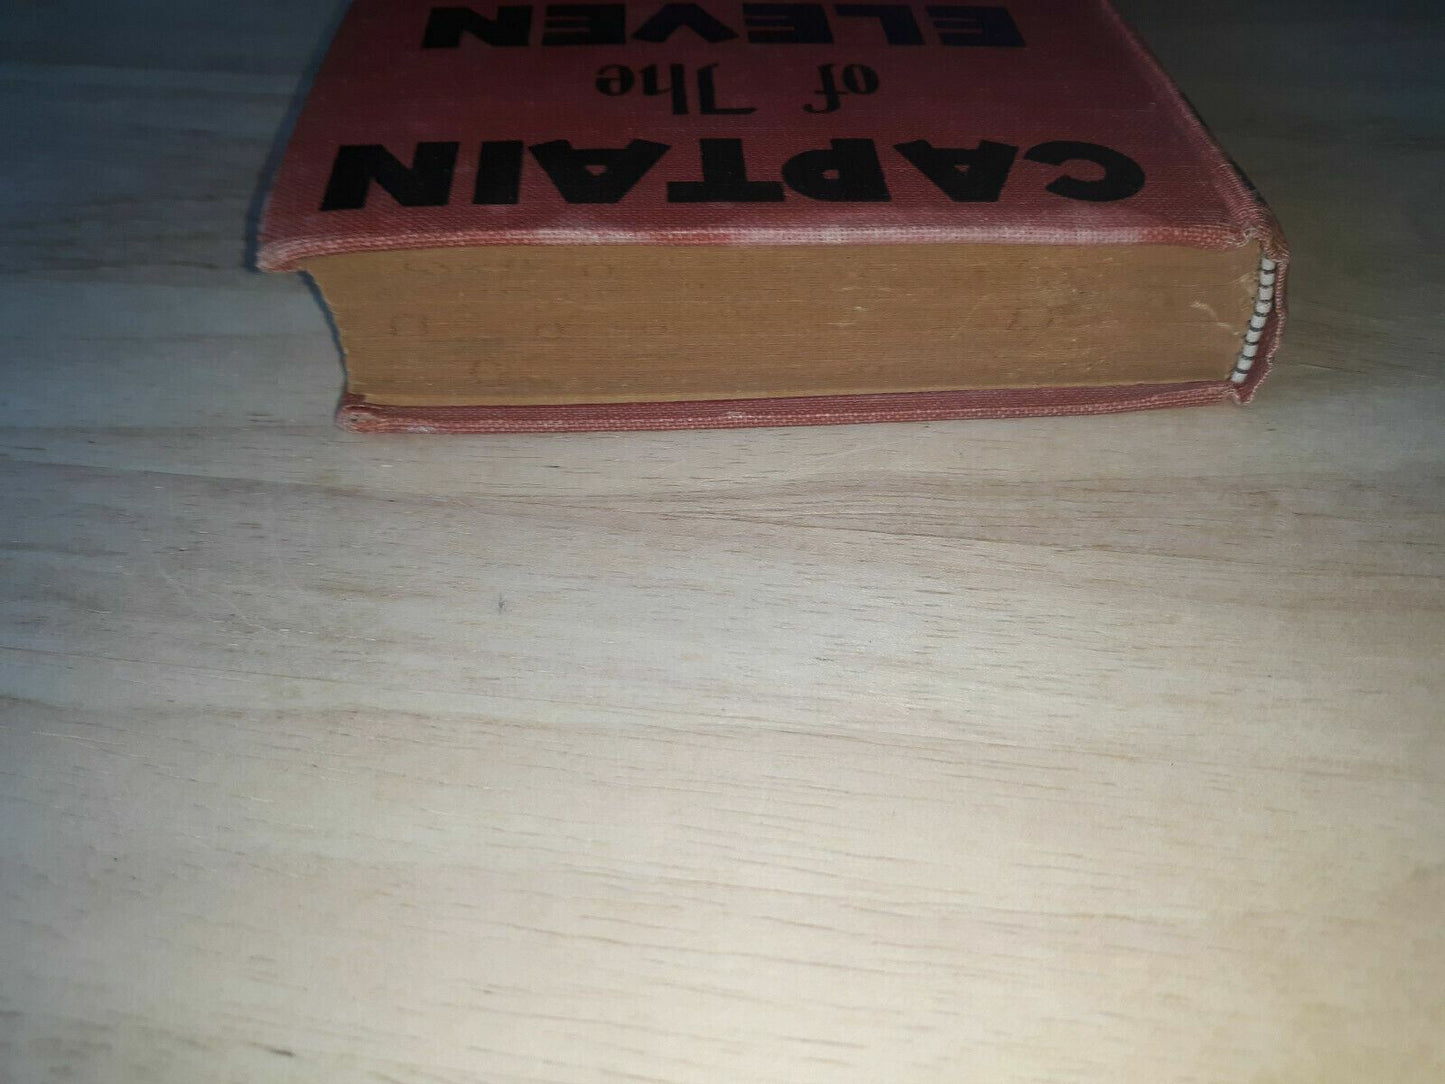 CAPTAIN
of The
ELEVEN